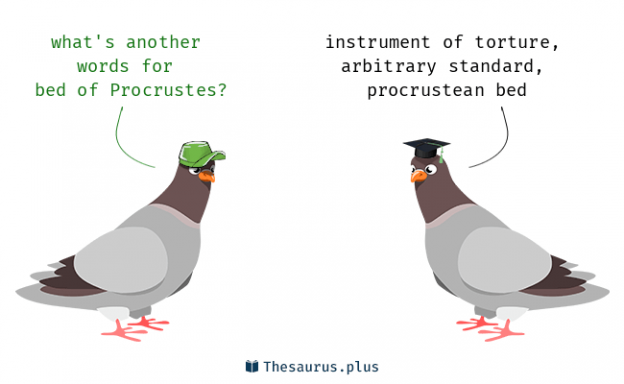 what's another
words for
bed of Procrustes?
instrument of torture,
arbitrary standard,
procrustean bed
Thesaurus.plus